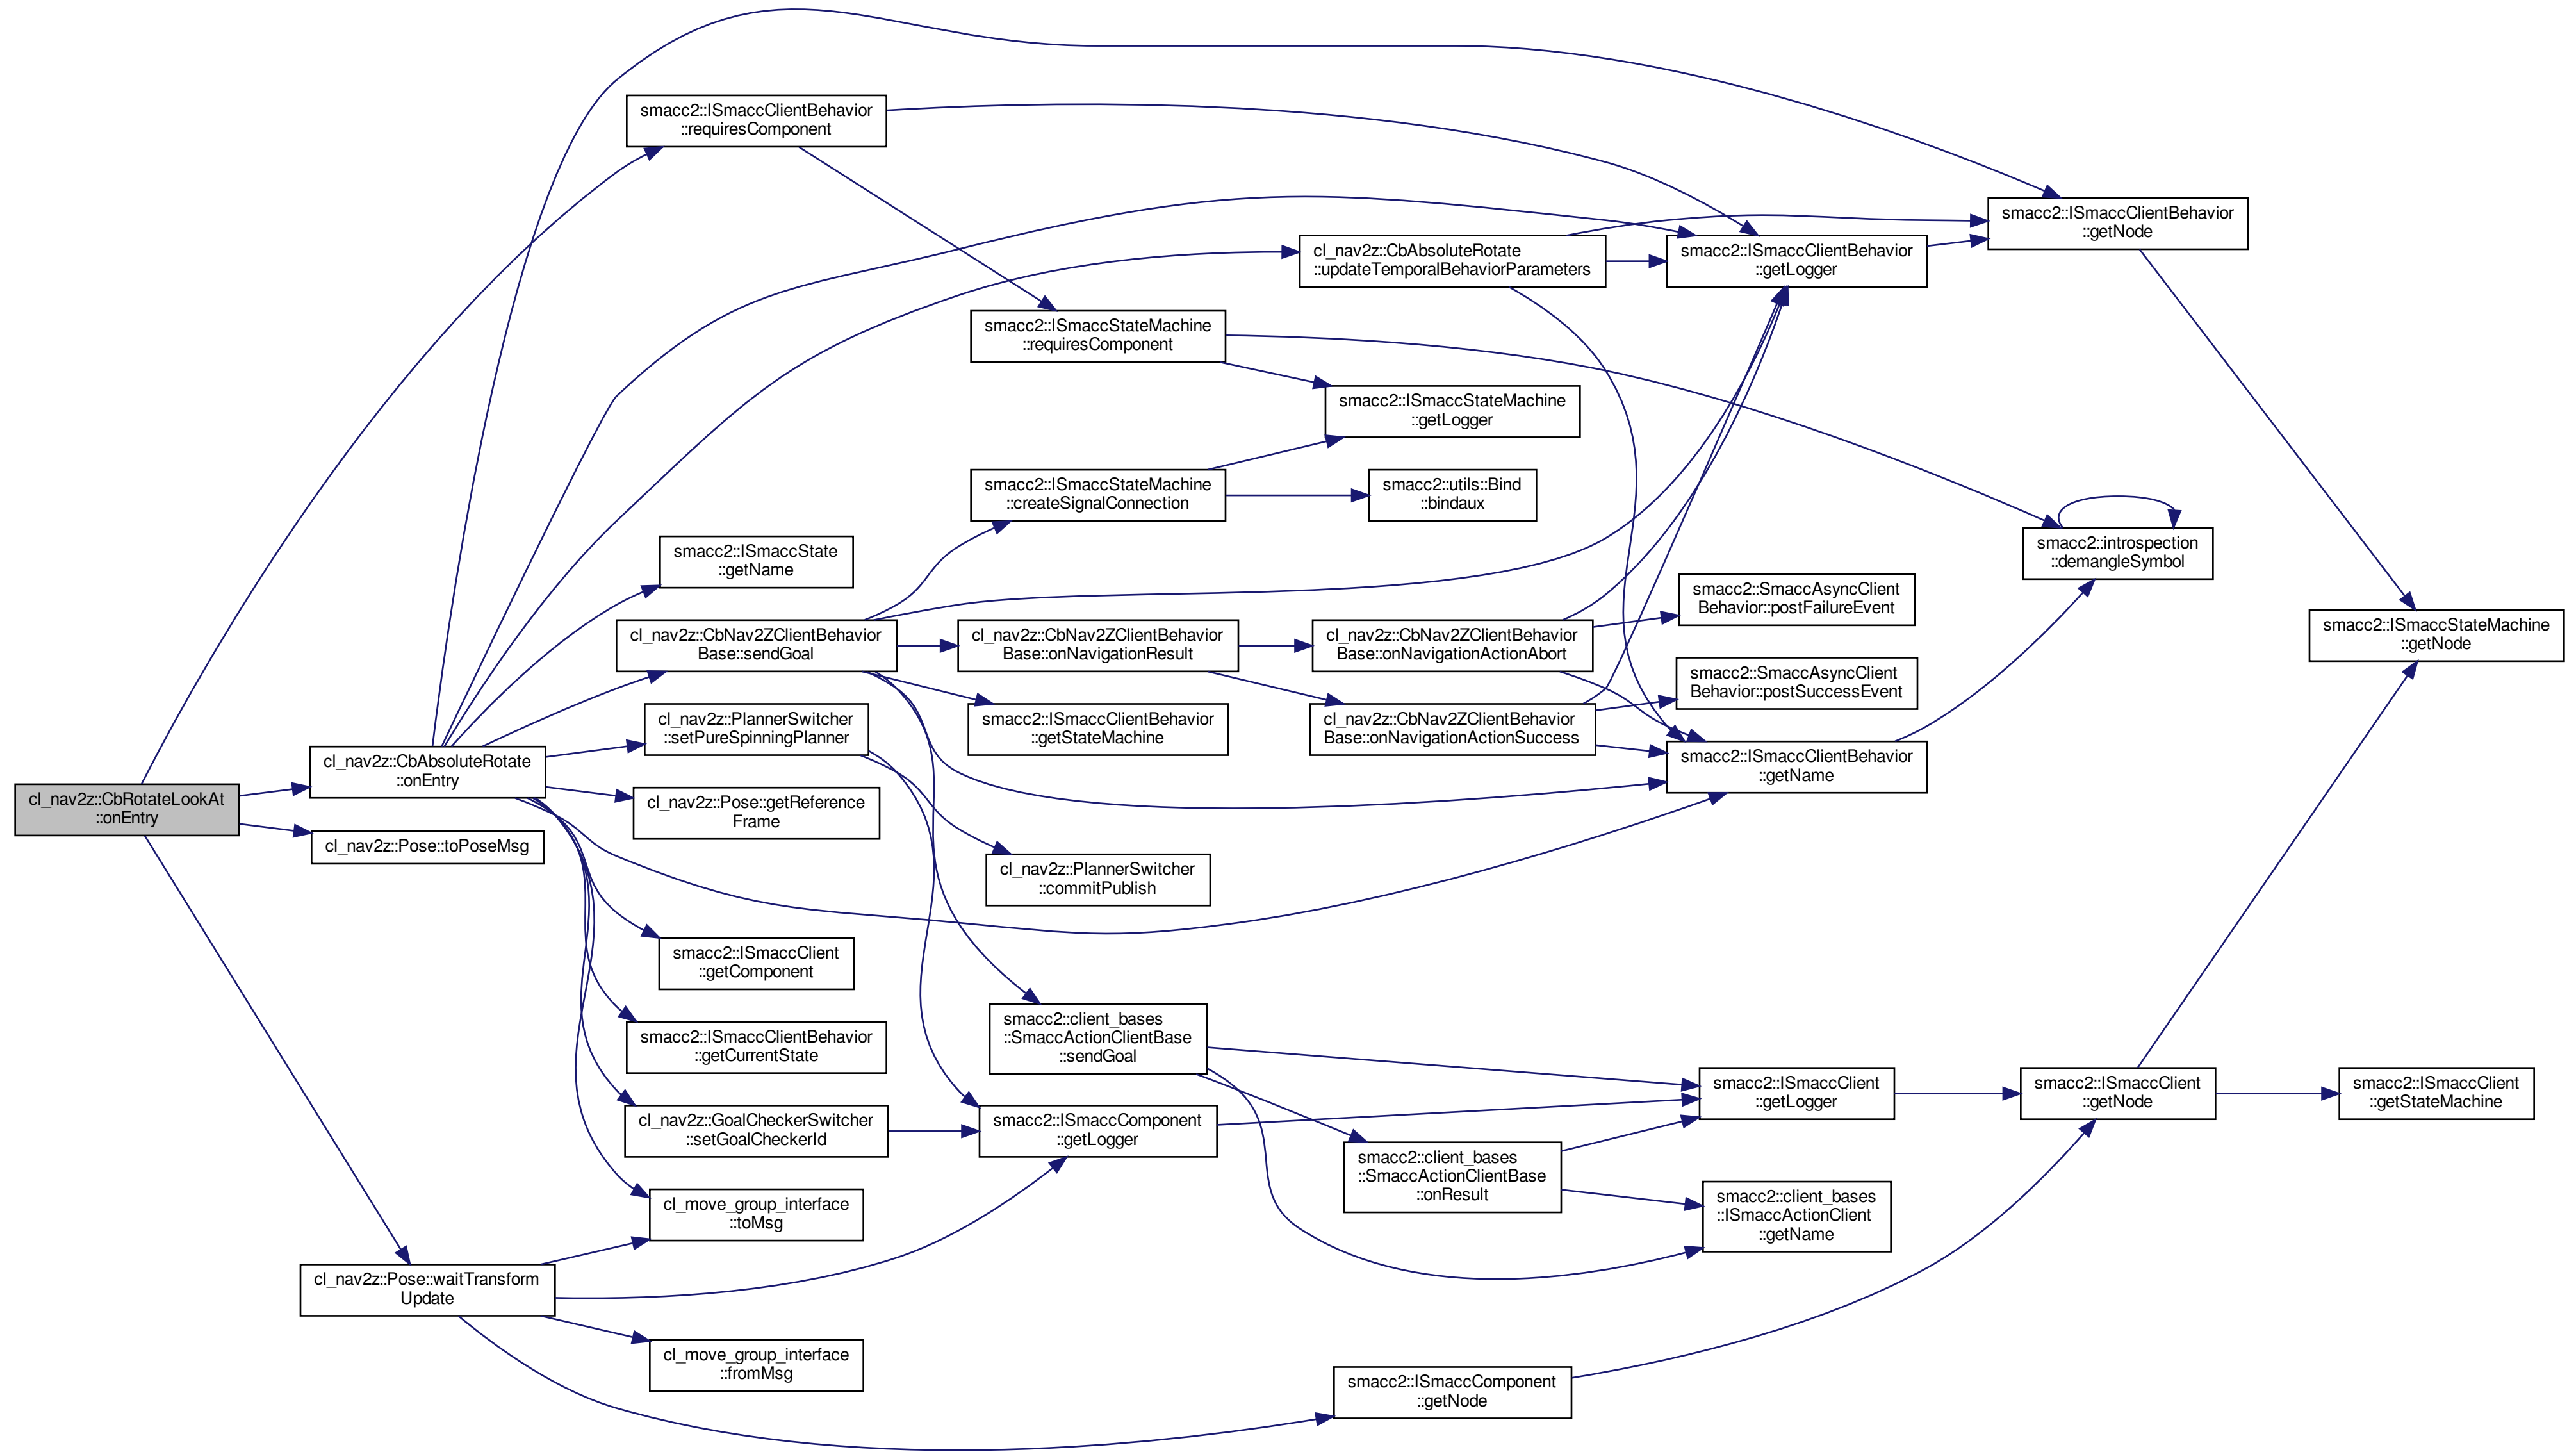 smacc2::ISmaccClientBehavior
::requiresComponent
smacc2::ISmaccClientBehavior
::getNode
cl_nav2z::CbAbsoluteRotate
::updateTemporalBehaviorParameters
smacc2::ISmaccClientBehavior
::getLogger
smacc2::ISmaccStateMachine
::requiresComponent
smacc2::ISmaccStateMachine
::getLogger
smacc2::ISmaccStateMachine
::createSignalConnection
smacc2::utils::Bind
::bindaux
smacc2::ISmaccState
::getName
smacc2::introspection
::demangleSymbol
smacc2::SmaccAsyncClient
Behavior::postFailureEvent
smacc2::ISmaccStateMachine
::getNode
cl_nav2z::CbNav2ZClientBehavior
Base::sendGoal
cl_nav2z::CbNav2ZClientBehavior
Base::onNavigationResult
cl_nav2z::CbNav2ZClientBehavior
Base::onNavigationActionAbort
smacc2::SmaccAsyncClient
Behavior::postSuccessEvent
cl_nav2z::PlannerSwitcher
::setPureSpinningPlanner
smacc2::ISmaccClientBehavior
::getStateMachine
cl_nav2z::CbNav2ZClientBehavior
Base::onNavigationActionSuccess
smacc2::ISmaccClientBehavior
::getName
cl_nav2z::CbAbsoluteRotate
::onEntry
cl_nav2z::CbRotateLookAt
::onEntry
cl_nav2z::Pose::getReference
Frame
cl_nav2z::Pose::toPoseMsg
cl_nav2z::PlannerSwitcher
::commitPublish
smacc2::ISmaccClient
::getComponent
smacc2::ISmaccClientBehavior
::getCurrentState
smacc2::client_bases
::SmaccActionClientBase
::sendGoal
smacc2::ISmaccClient
::getLogger
smacc2::ISmaccClient
::getNode
smacc2::ISmaccClient
::getStateMachine
cl_nav2z::GoalCheckerSwitcher
::setGoalCheckerId
smacc2::ISmaccComponent
::getLogger
smacc2::client_bases
::SmaccActionClientBase
::onResult
smacc2::client_bases
::ISmaccActionClient
::getName
cl_move_group_interface
::toMsg
cl_nav2z::Pose::waitTransform
Update
cl_move_group_interface
::fromMsg
smacc2::ISmaccComponent
::getNode